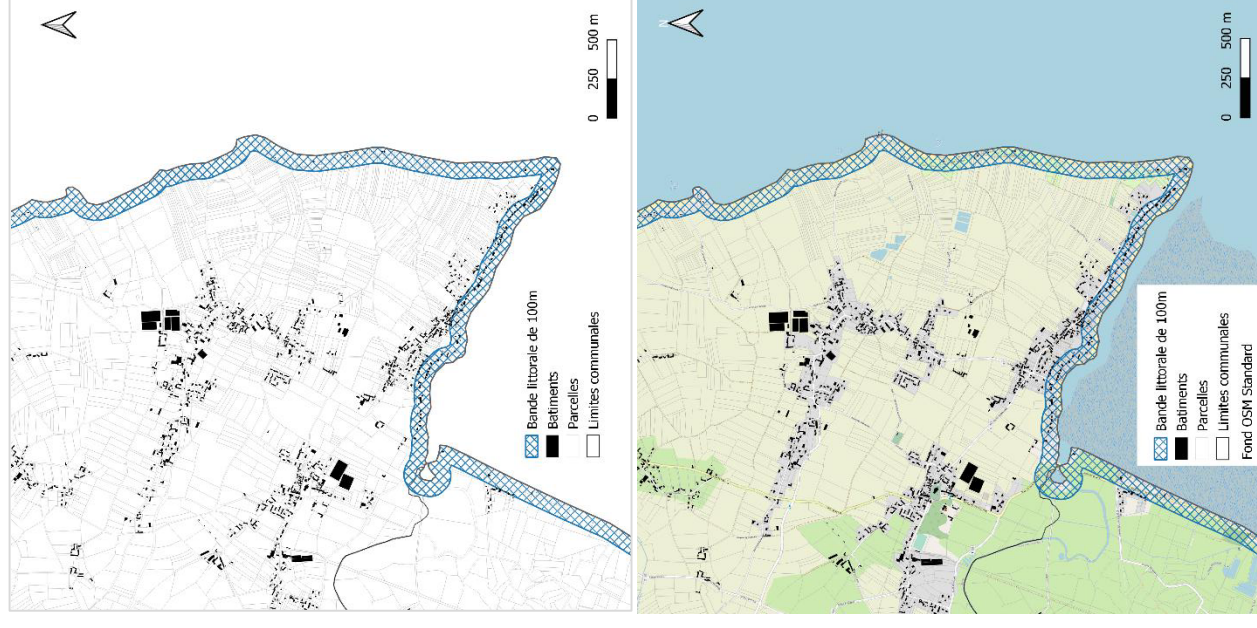 0 250 500 m
Bande littorale de 100m
Batiments
Parcelles
Limites communales
N
0 250 500 m
Bande littorale de 100m
Batiments
Parcelles
Limites communales
Fond OSM Standard